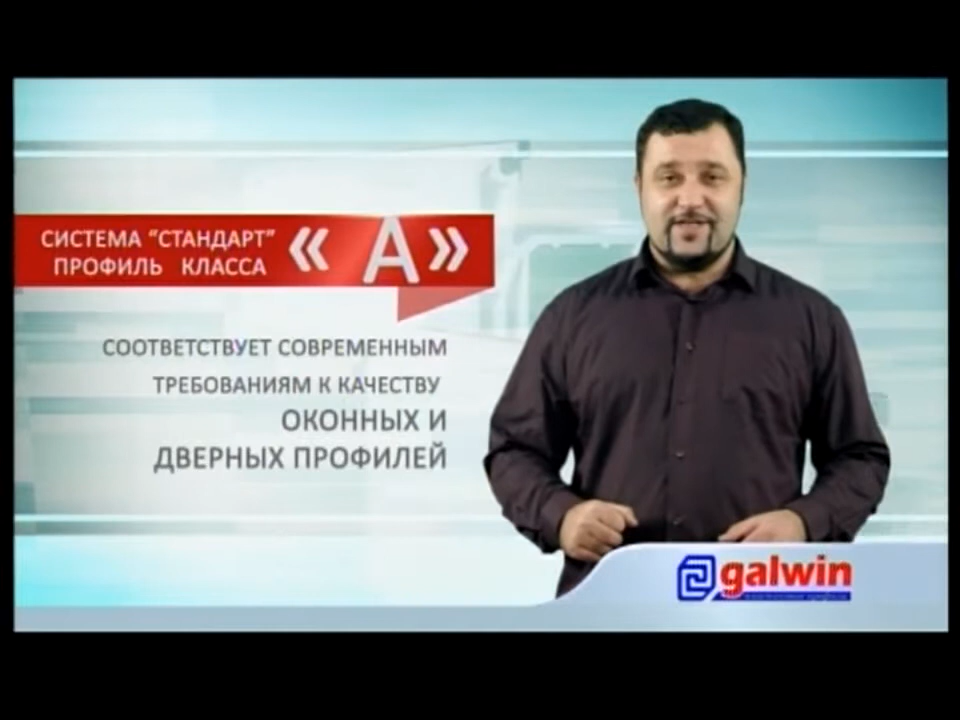 СИСТЕМА “СТАНДАРТ”
ПРОФИЛЬ КЛАССА
« А »
СООТВЕТСТВУЕТ СОВРЕМЕННЫМ
ТРЕБОВАНИЯМ К КАЧЕСТВУ
ОКОННЫХ И
ДВЕРНЫХ ПРОФИЛЕЙ
galwin